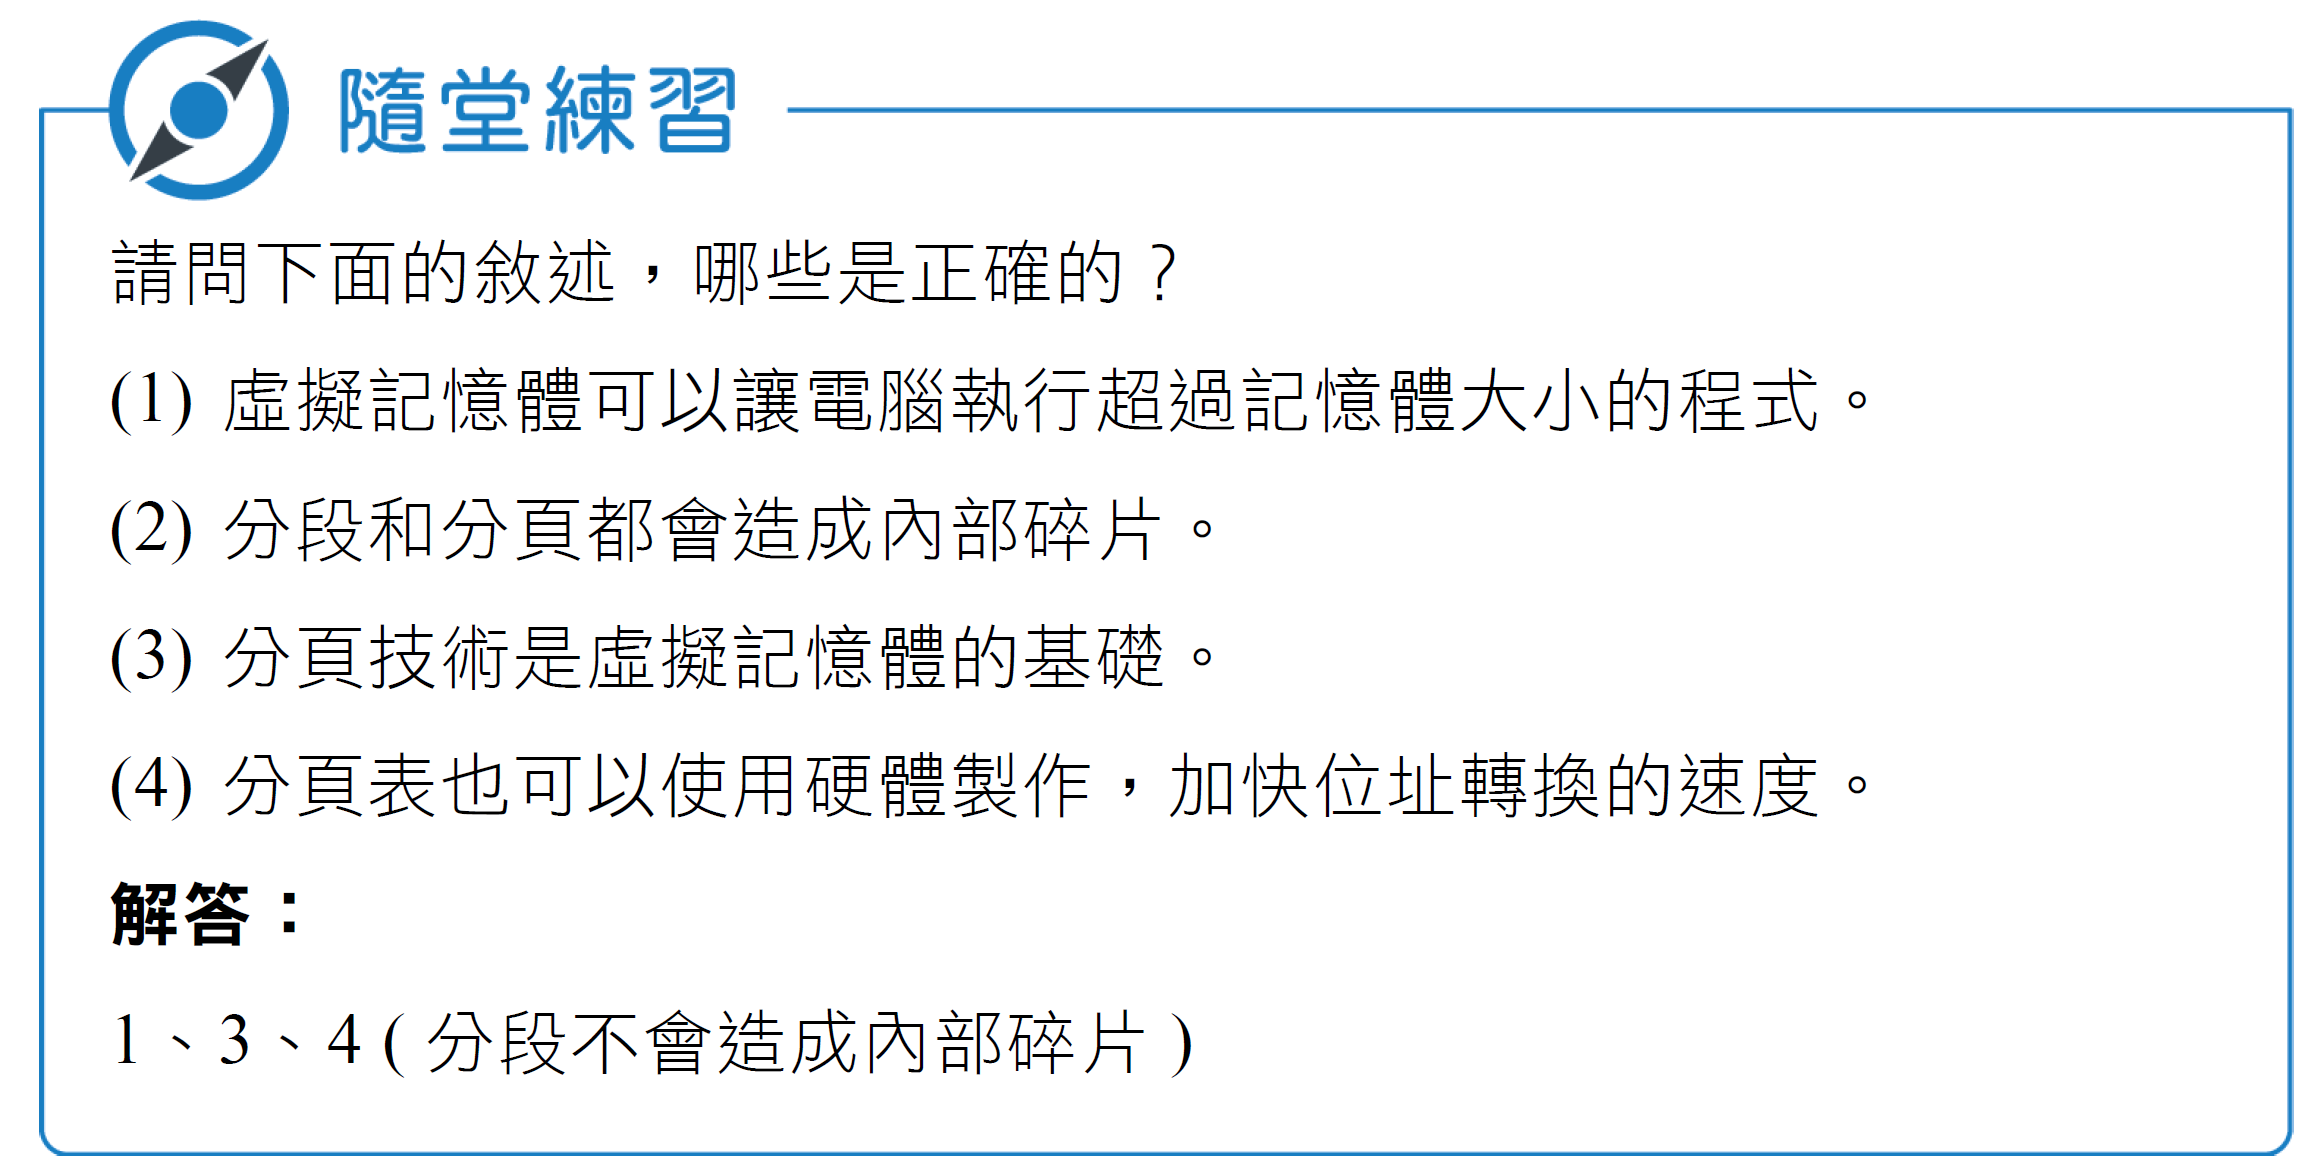 隨堂練習
請問下面的敘述，哪些是正確的？
(1) 虛擬記憶體可以讓電腦執行超過記憶體大小的程式。
(2) 分段和分頁都會造成內部碎片。
(3) 分頁技術是虛擬記憶體的基礎。
(4) 分頁表也可以使用硬體製作，加快位址轉換的速度。
解答：
1、3、4 ( 分段不會造成內部碎片 )